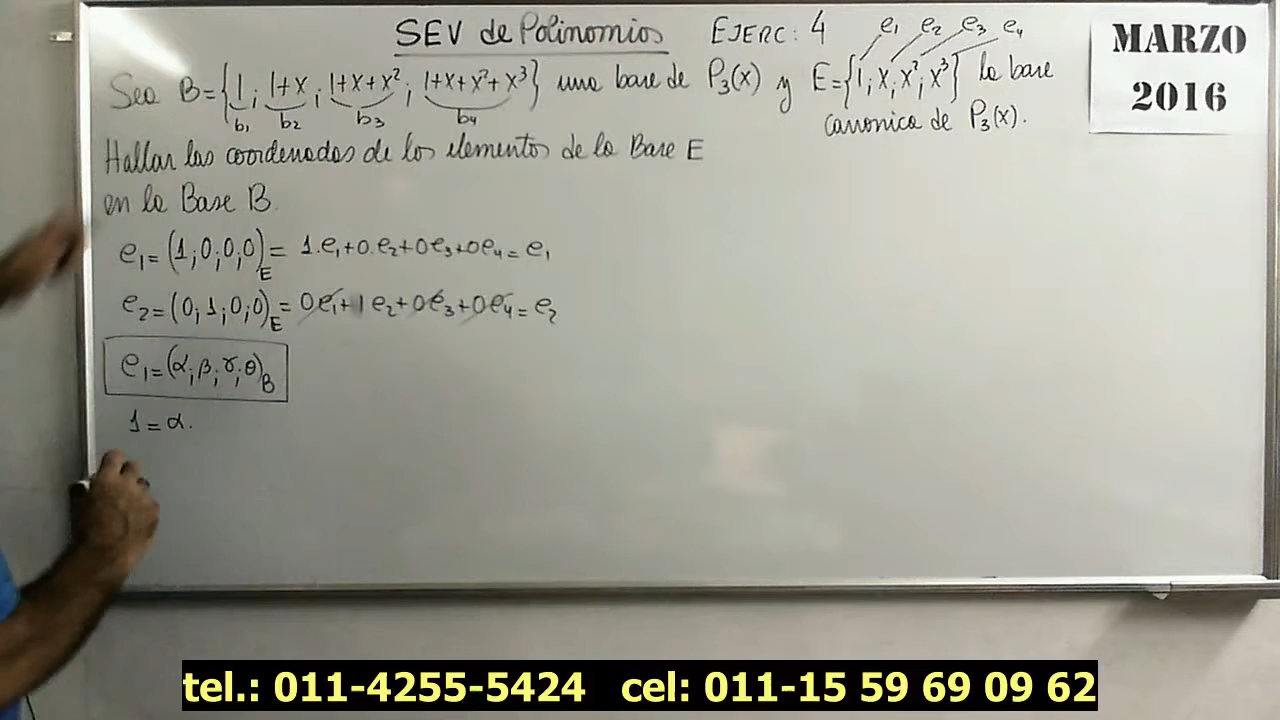 SEV de Polinomios EJERC: 4 e₁ e₂ e₃ e₄
MARZO
2016
Sea B={1; 1+x; 1+x+x²; 1+x+x²+x³} una base de P₃(x) y E={1; x; x²; x³} la base
b₁ b₂ b₃ b₄
canonica de P₃(x).
Hallar las coordenadas de los elementos de la Base E
en la Base B.
e₁=(1;0;0;0)E= 1.e₁+0.e₂+0e₃+0e₄=e₁
e₂=(0;1;0;0)E= 0e₁+1e₂+0e₃+0e₄=e₂
e₁=(α;β;γ;θ)B
1=α.
tel.: 011-4255-5424 cel: 011-15 59 69 09 62